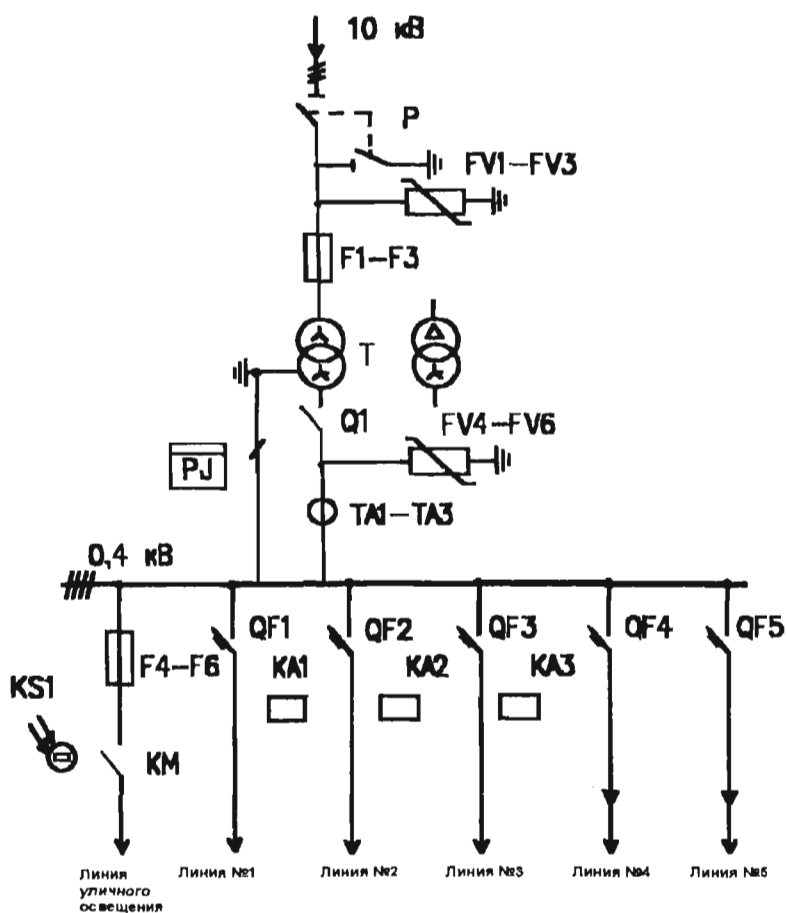 10 кВ
P
FV1-FV3
F1-F3
T
Q1
FV4-FV6
PJ
TA1-TA3
0,4 кВ
QF1
QF2
QF3
QF4
QF5
F4-F6
KA1
KA2
KA3
KS1
KM
Линия
уличного
освещения
Линия №1
Линия №2
Линия №3
Линия №4
Линия №5